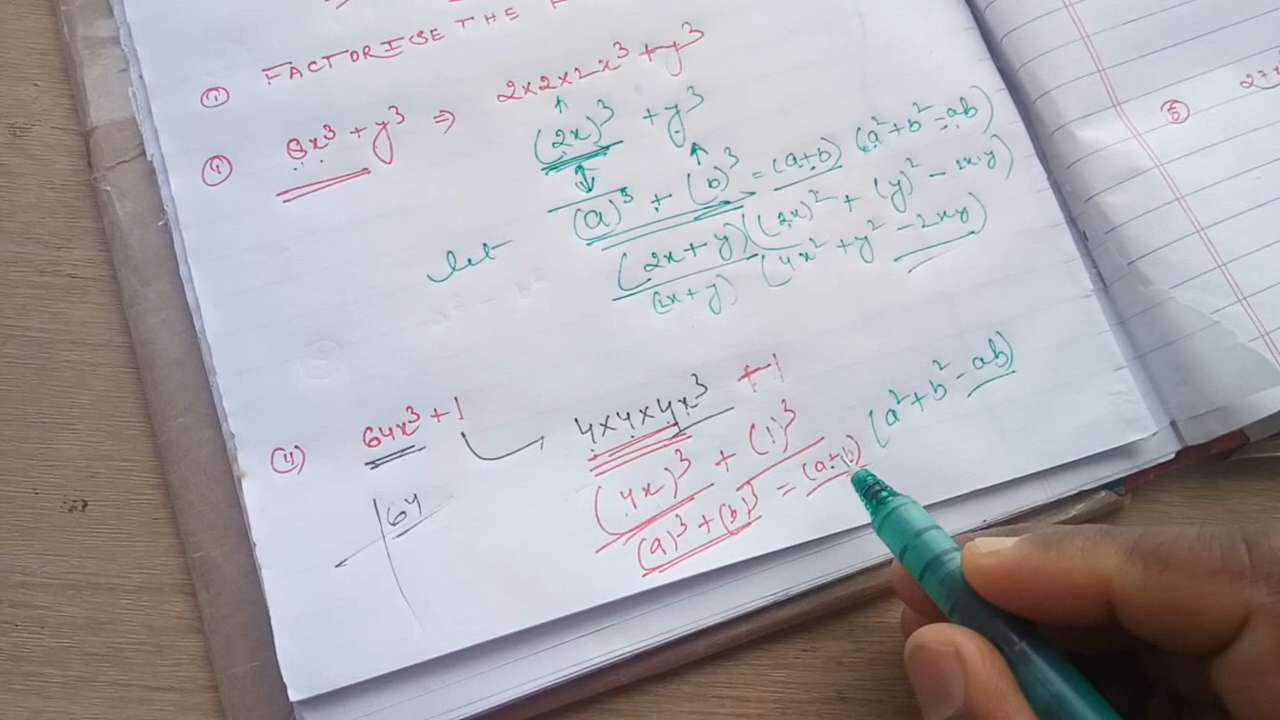 FACTORISE THE
① 8x³ + y³ ⇒ 2×2×2x³ + y³
(2x)³ + y³
let (a)³ + (b)³ = (a+b) (a²+b²-ab)
(2x+y)((2x)² + (y)² - 2x·y)
(2x+y) (4x² + y² - 2xy)
(4) 64x³ + 1 4×4×4x³ + 1
64
(4x)³ + (1)³
(a)³ + (b)³ = (a+b) (a²+b²-ab)
⑤ 27x